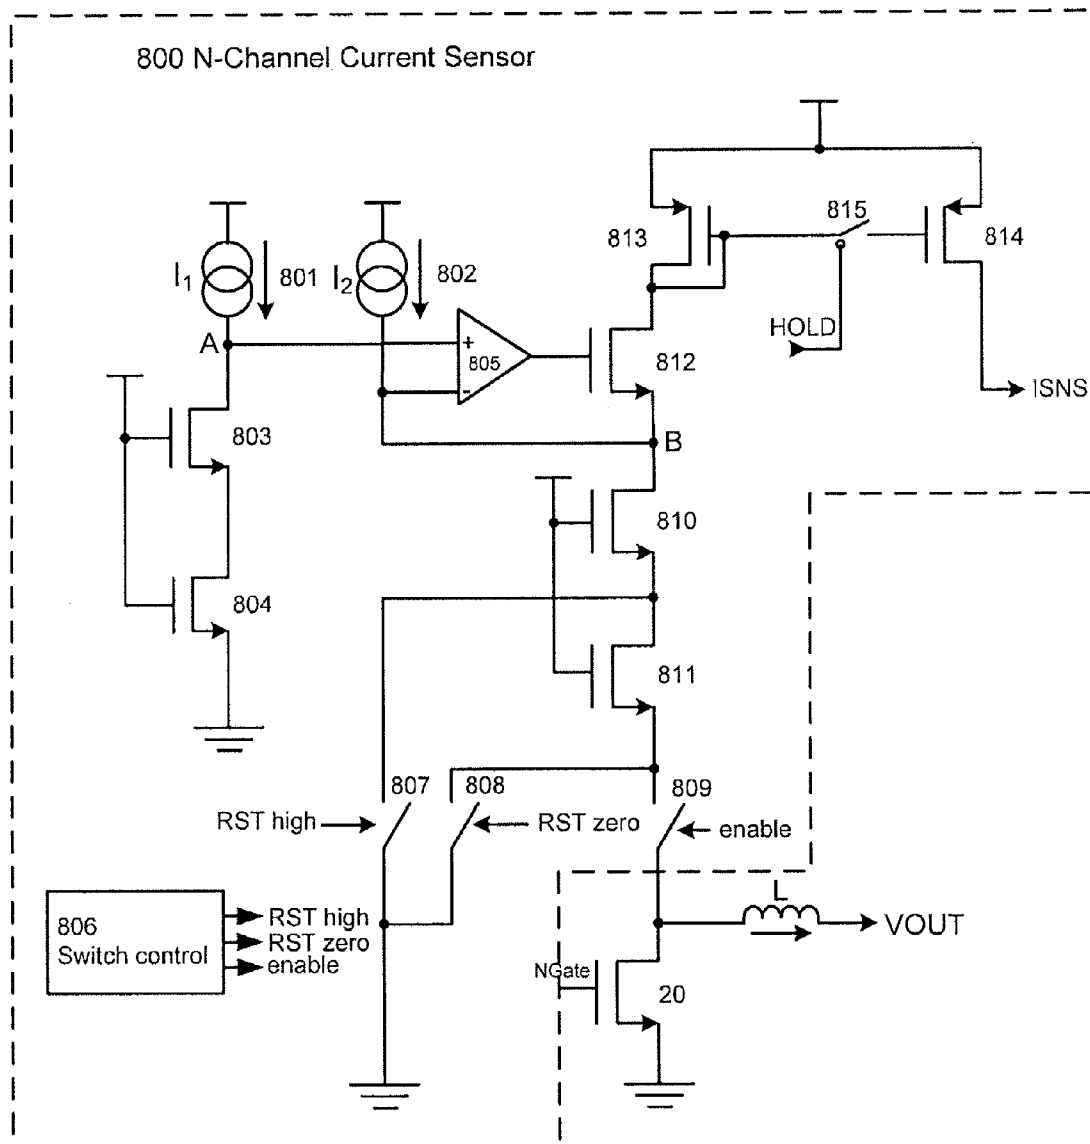 800 N-Channel Current Sensor
815
813
814
I1
801
I2
802
HOLD
A
+
805
-
812
ISNS
803
B
810
804
811
807
808
809
RST high
RST zero
enable
L
806
Switch control
RST high
RST zero
enable
VOUT
NGate
20